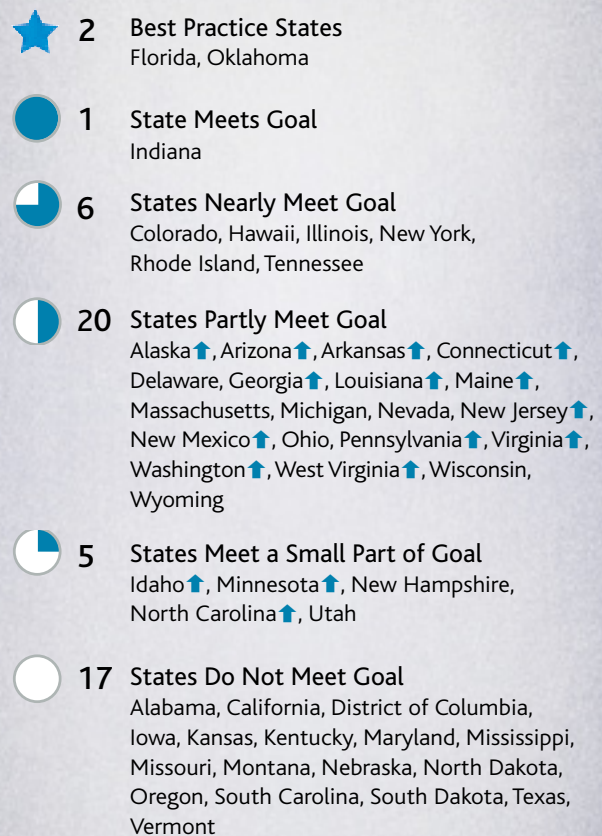 2 Best Practice States
Florida, Oklahoma
1 State Meets Goal
Indiana
6 States Nearly Meet Goal
Colorado, Hawaii, Illinois, New York,
Rhode Island, Tennessee
20 States Partly Meet Goal
Alaska⬆, Arizona⬆, Arkansas⬆, Connecticut⬆,
Delaware, Georgia⬆, Louisiana⬆, Maine⬆,
Massachusetts, Michigan, Nevada, New Jersey⬆,
New Mexico⬆, Ohio, Pennsylvania⬆, Virginia⬆,
Washington⬆, West Virginia⬆, Wisconsin,
Wyoming
5 States Meet a Small Part of Goal
Idaho⬆, Minnesota⬆, New Hampshire,
North Carolina⬆, Utah
17 States Do Not Meet Goal
Alabama, California, District of Columbia,
Iowa, Kansas, Kentucky, Maryland, Mississippi,
Missouri, Montana, Nebraska, North Dakota,
Oregon, South Carolina, South Dakota, Texas,
Vermont